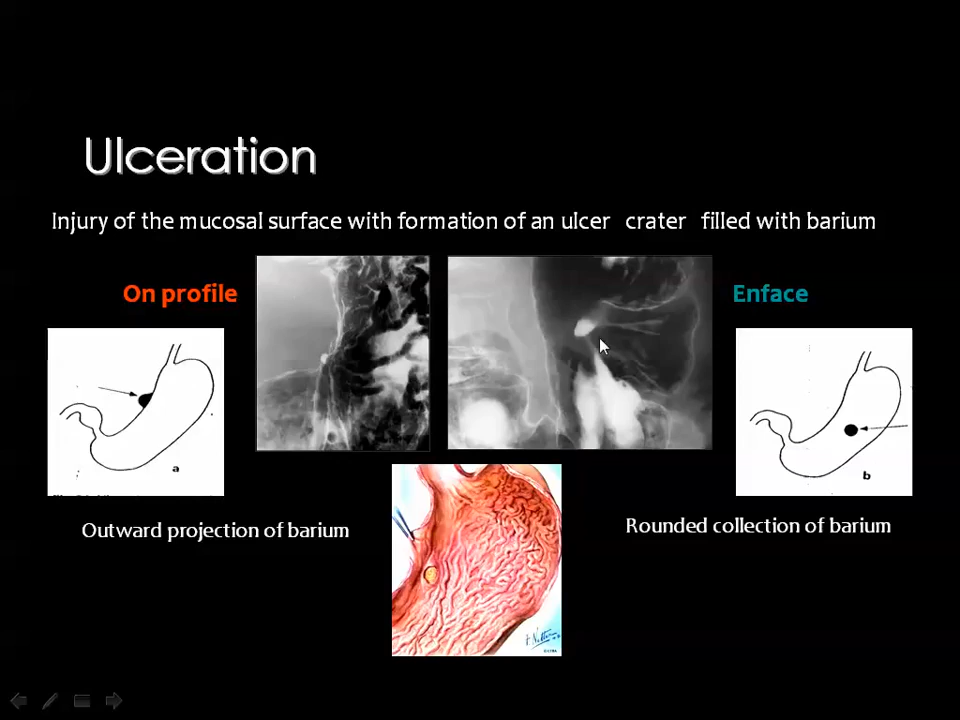 Ulceration
Injury of the mucosal surface with formation of an ulcer crater filled with barium
On profile
Enface
a
b
Outward projection of barium
Rounded collection of barium